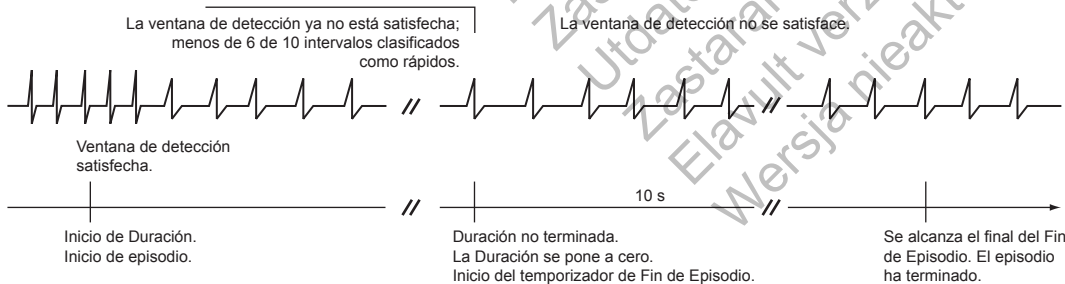 La ventana de detección ya no está satisfecha;
menos de 6 de 10 intervalos clasificados
como rápidos.
La ventana de detección no se satisface.
Ventana de detección
satisfecha.
10 s
Inicio de Duración.
Inicio de episodio.
Duración no terminada.
La Duración se pone a cero.
Inicio del temporizador de Fin de Episodio.
Se alcanza el final del Fin
de Episodio. El episodio
ha terminado.
Elavult
Wersja